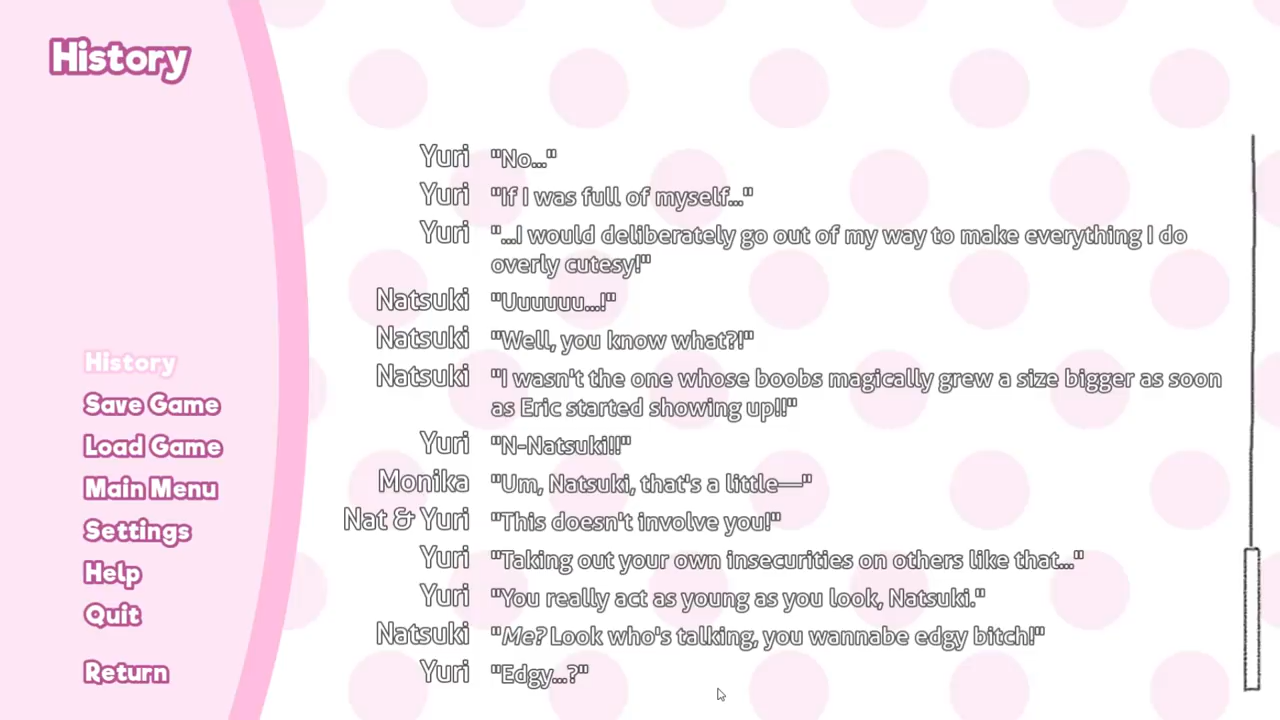 History
Yuri "No..."
Yuri "If I was full of myself..."
Yuri "...I would deliberately go out of my way to make everything I do
overly cutesy!"
Natsuki "Uuuuuu...!"
Natsuki "Well, you know what?!"
Natsuki "I wasn't the one whose boobs magically grew a size bigger as soon
as Eric started showing up!!"
Yuri "N-Natsuki!!"
Monika "Um, Natsuki, that's a little—"
Nat & Yuri "This doesn't involve you!"
Yuri "Taking out your own insecurities on others like that..."
Yuri "You really act as young as you look, Natsuki."
Natsuki "Me? Look who's talking, you wannabe edgy bitch!"
Yuri "Edgy...?"
History
Save Game
Load Game
Main Menu
Settings
Help
Quit
Return